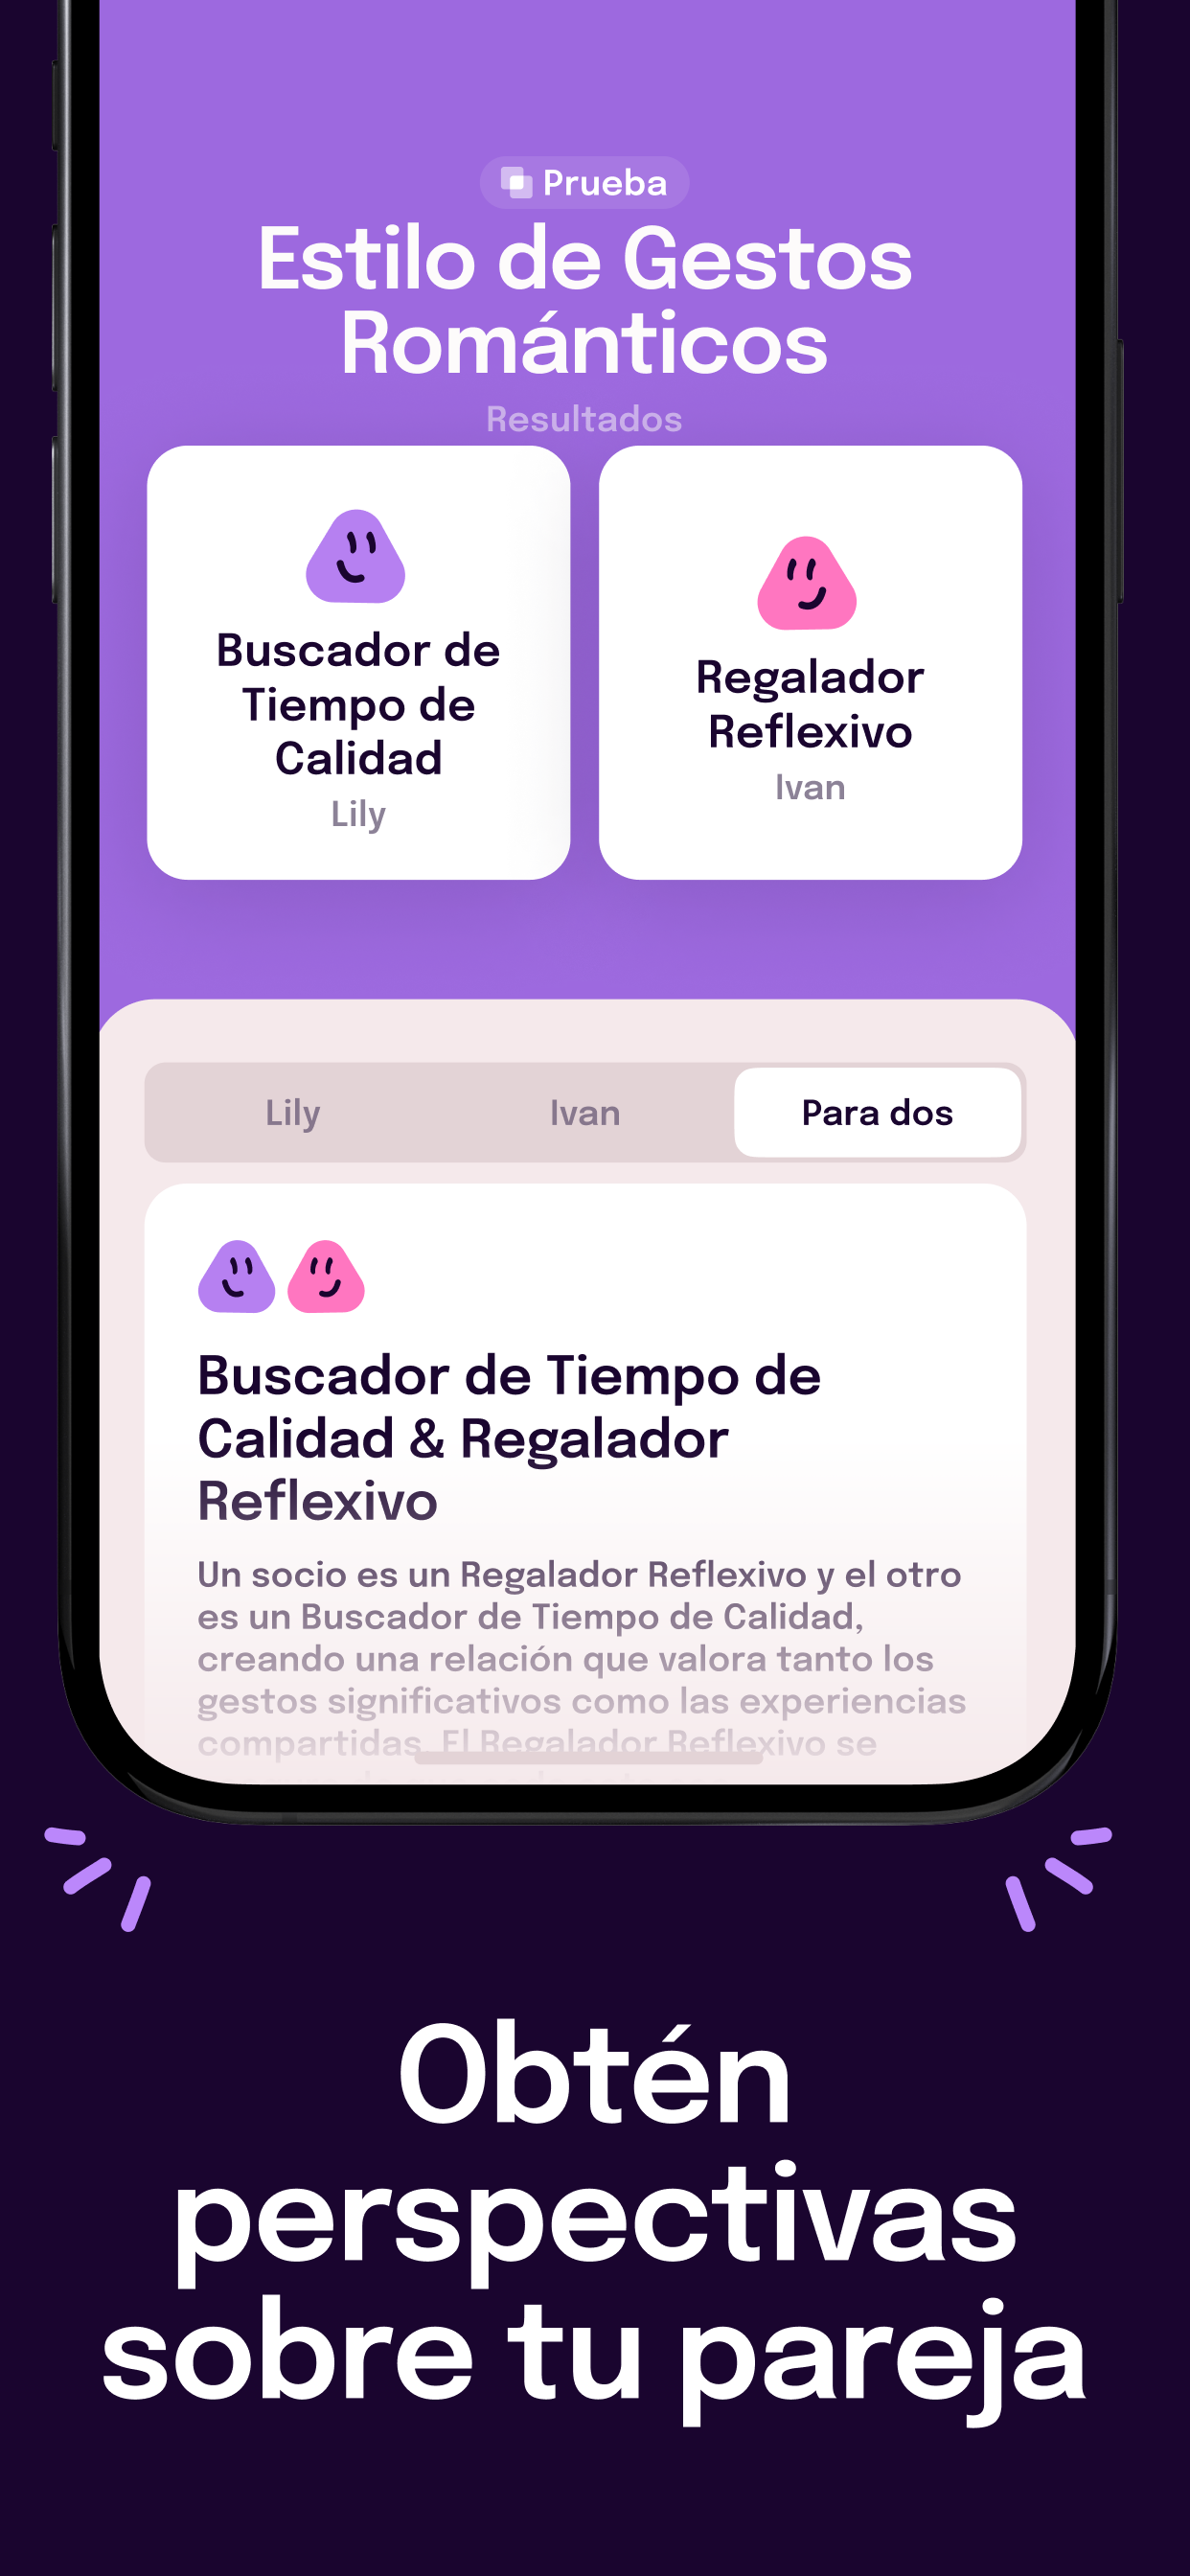 Prueba
Estilo de Gestos
Románticos
Resultados
Buscador de
Tiempo de
Calidad
Lily
Regalador
Reflexivo
Ivan
Lily
Ivan
Para dos
Buscador de Tiempo de
Calidad & Regalador
Reflexivo
Un socio es un Regalador Reflexivo y el otro
es un Buscador de Tiempo de Calidad,
creando una relación que valora tanto los
gestos significativos como las experiencias
compartidas. El Regalador Reflexivo se
Obtén
perspectivas
sobre tu pareja